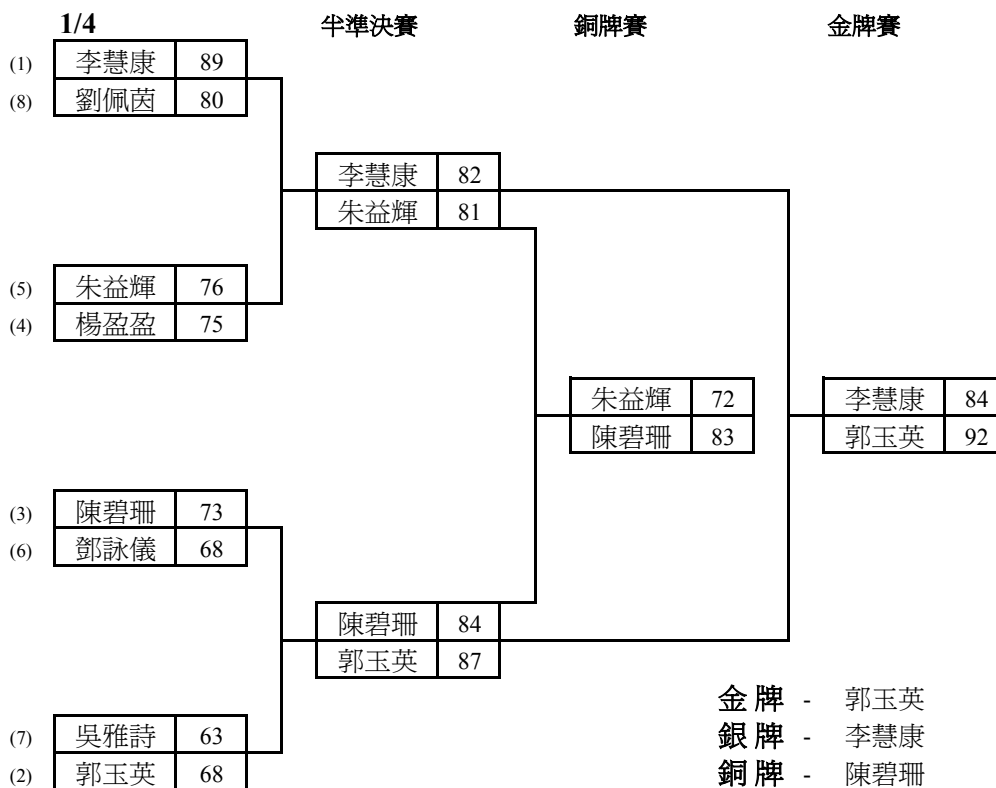 1/4 半準決賽 銅牌賽 金牌賽
(1) 李慧康 89
(8) 劉佩茵 80
李慧康 82
朱益輝 81
(5) 朱益輝 76
(4) 楊盈盈 75
朱益輝 72 李慧康 84
陳碧珊 83 郭玉英 92
(3) 陳碧珊 73
(6) 鄧詠儀 68
陳碧珊 84
郭玉英 87
金牌 - 郭玉英
(7) 吳雅詩 63 銀牌 - 李慧康
(2) 郭玉英 68 銅牌 - 陳碧珊